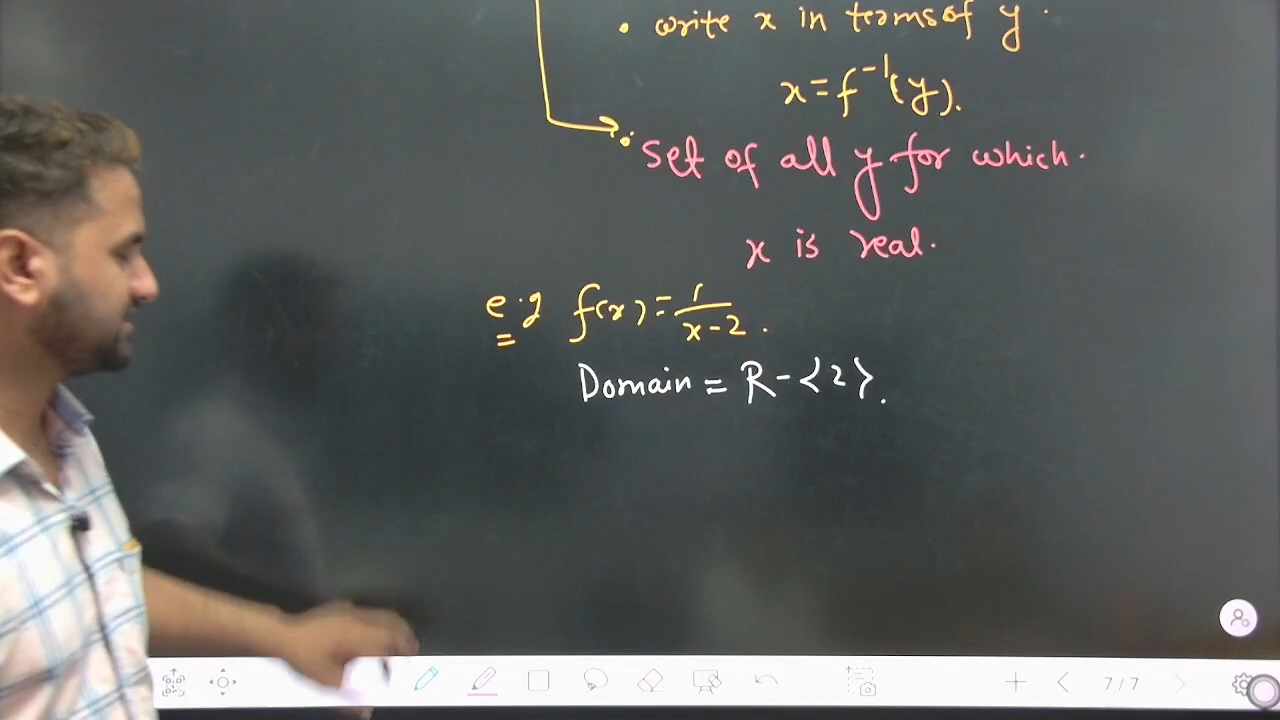 • write x in terms of y.
x = f⁻¹(y).
• Set of all y for which.
x is real.
e.g f(x) = 1/(x-2).
Domain = R - {2}.
7/7